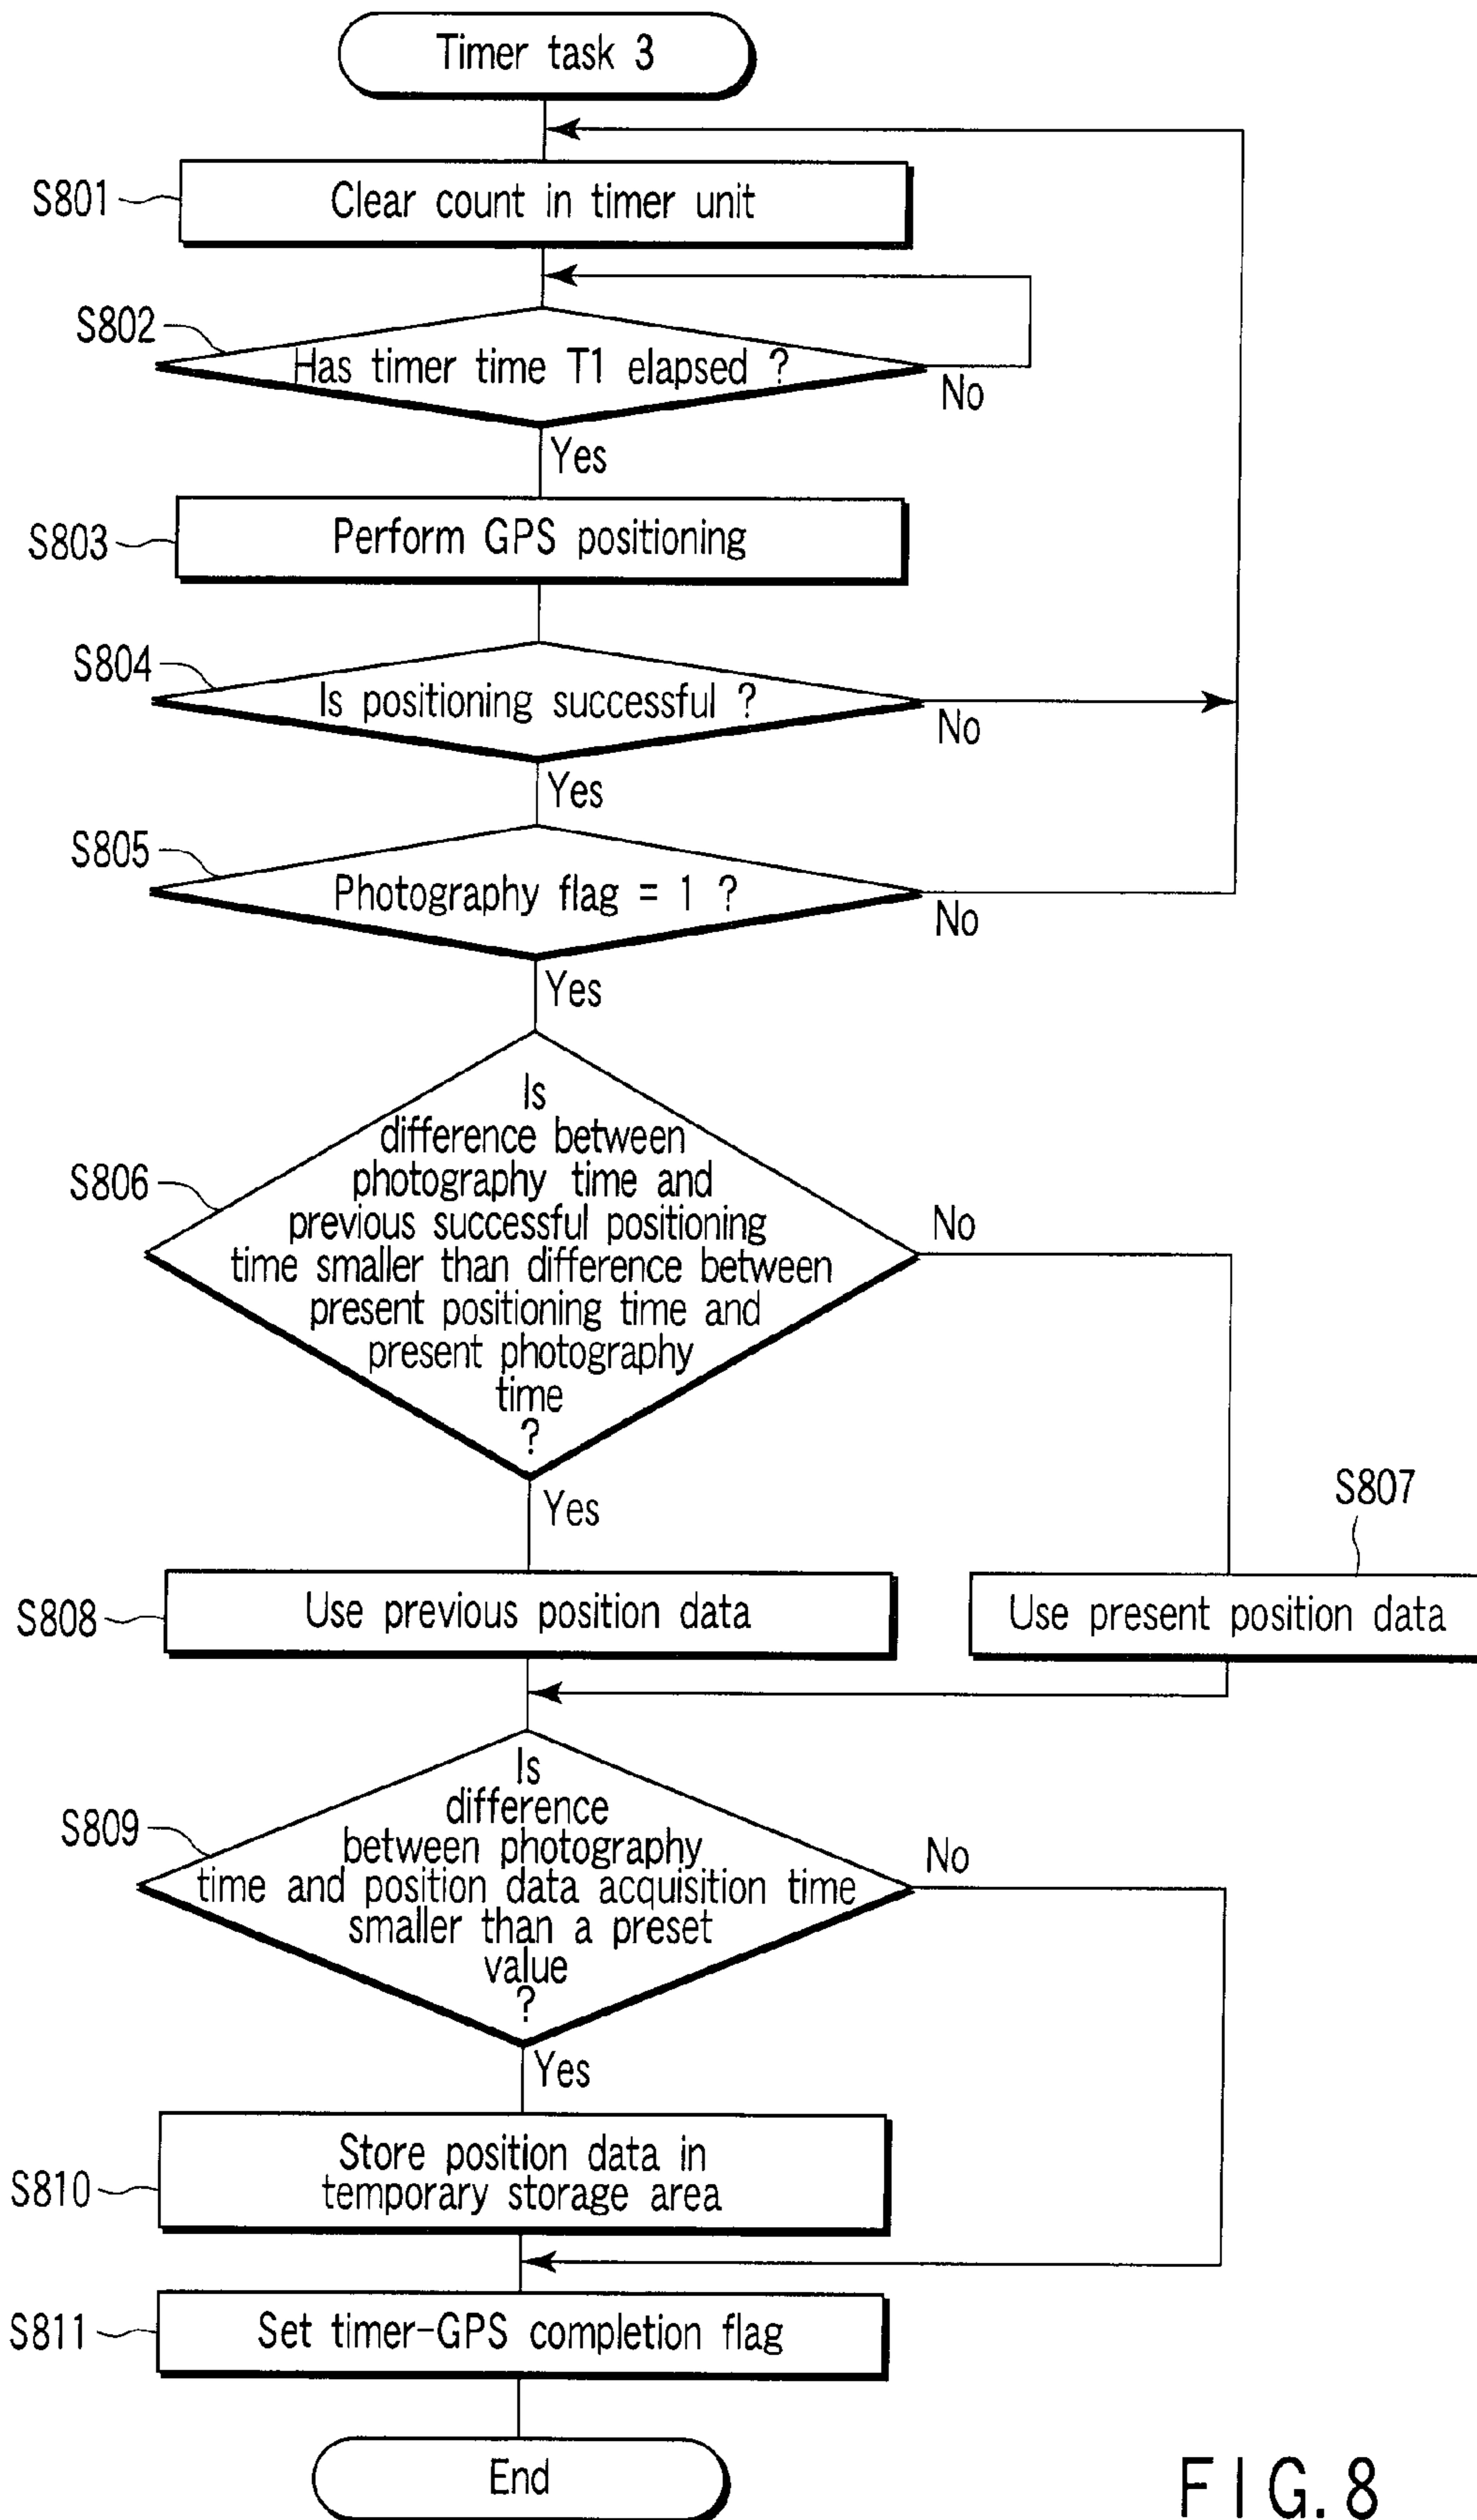 Timer task 3
S801
Clear count in timer unit
S802
Has timer time T1 elapsed ?
No
Yes
S803
Perform GPS positioning
S804
Is positioning successful ?
No
Yes
S805
Photography flag = 1 ?
No
Yes
S806
Is
difference between
photography time and
previous successful positioning
time smaller than difference between
present positioning time and
present photography
time
?
No
Yes
S807
S808
Use previous position data
Use present position data
S809
Is
difference
between photography
time and position data acquisition time
smaller than a preset
value
?
No
Yes
S810
Store position data in
temporary storage area
S811
Set timer-GPS completion flag
End
FIG. 8